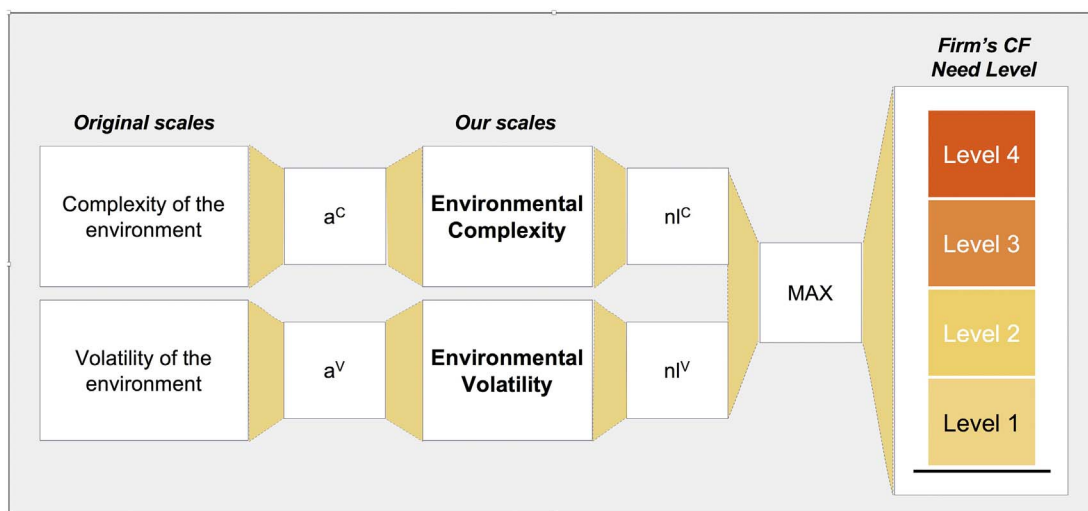 Firm's CF
Need Level
Original scales
Our scales
Complexity of the
environment
a^C
Environmental
Complexity
nl^C
Volatility of the
environment
a^V
Environmental
Volatility
nl^V
MAX
Level 4
Level 3
Level 2
Level 1